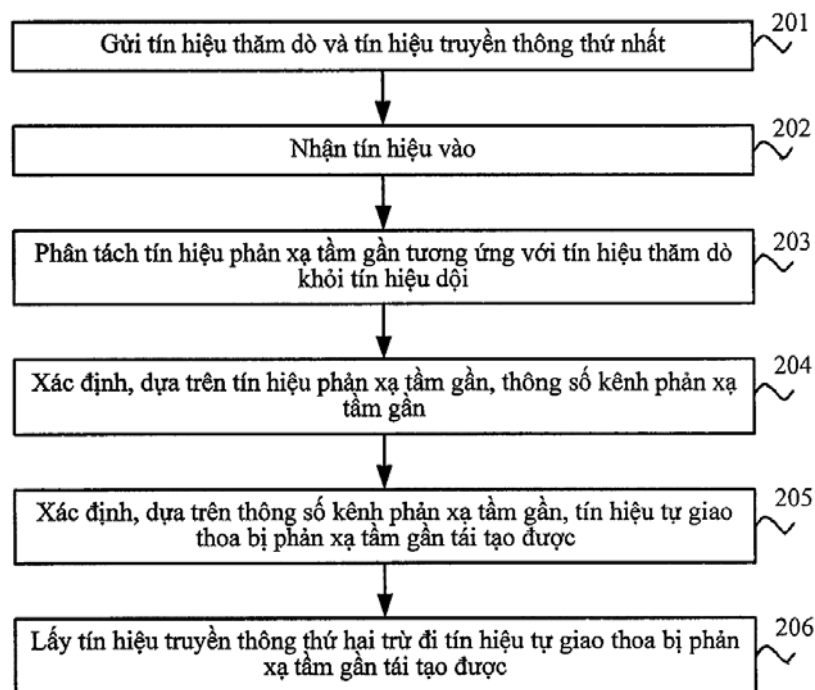 201
Gửi tín hiệu thăm dò và tín hiệu truyền thông thứ nhất
202
Nhận tín hiệu vào
203
Phân tách tín hiệu phản xạ tầm gần tương ứng với tín hiệu thăm dò
khỏi tín hiệu dội
204
Xác định, dựa trên tín hiệu phản xạ tầm gần, thông số kênh phản xạ
tầm gần
205
Xác định, dựa trên thông số kênh phản xạ tầm gần, tín hiệu tự giao
thoa bị phản xạ tầm gần tái tạo được
206
Lấy tín hiệu truyền thông thứ hai trừ đi tín hiệu tự giao thoa bị phản
xạ tầm gần tái tạo được